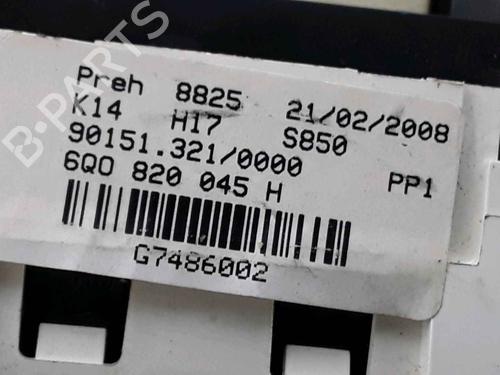 B-PARTS
Preh 8825 21/02/2008
K14 H17 S850
90151.321/0000
6Q0 820 045 H PP1
G7486002